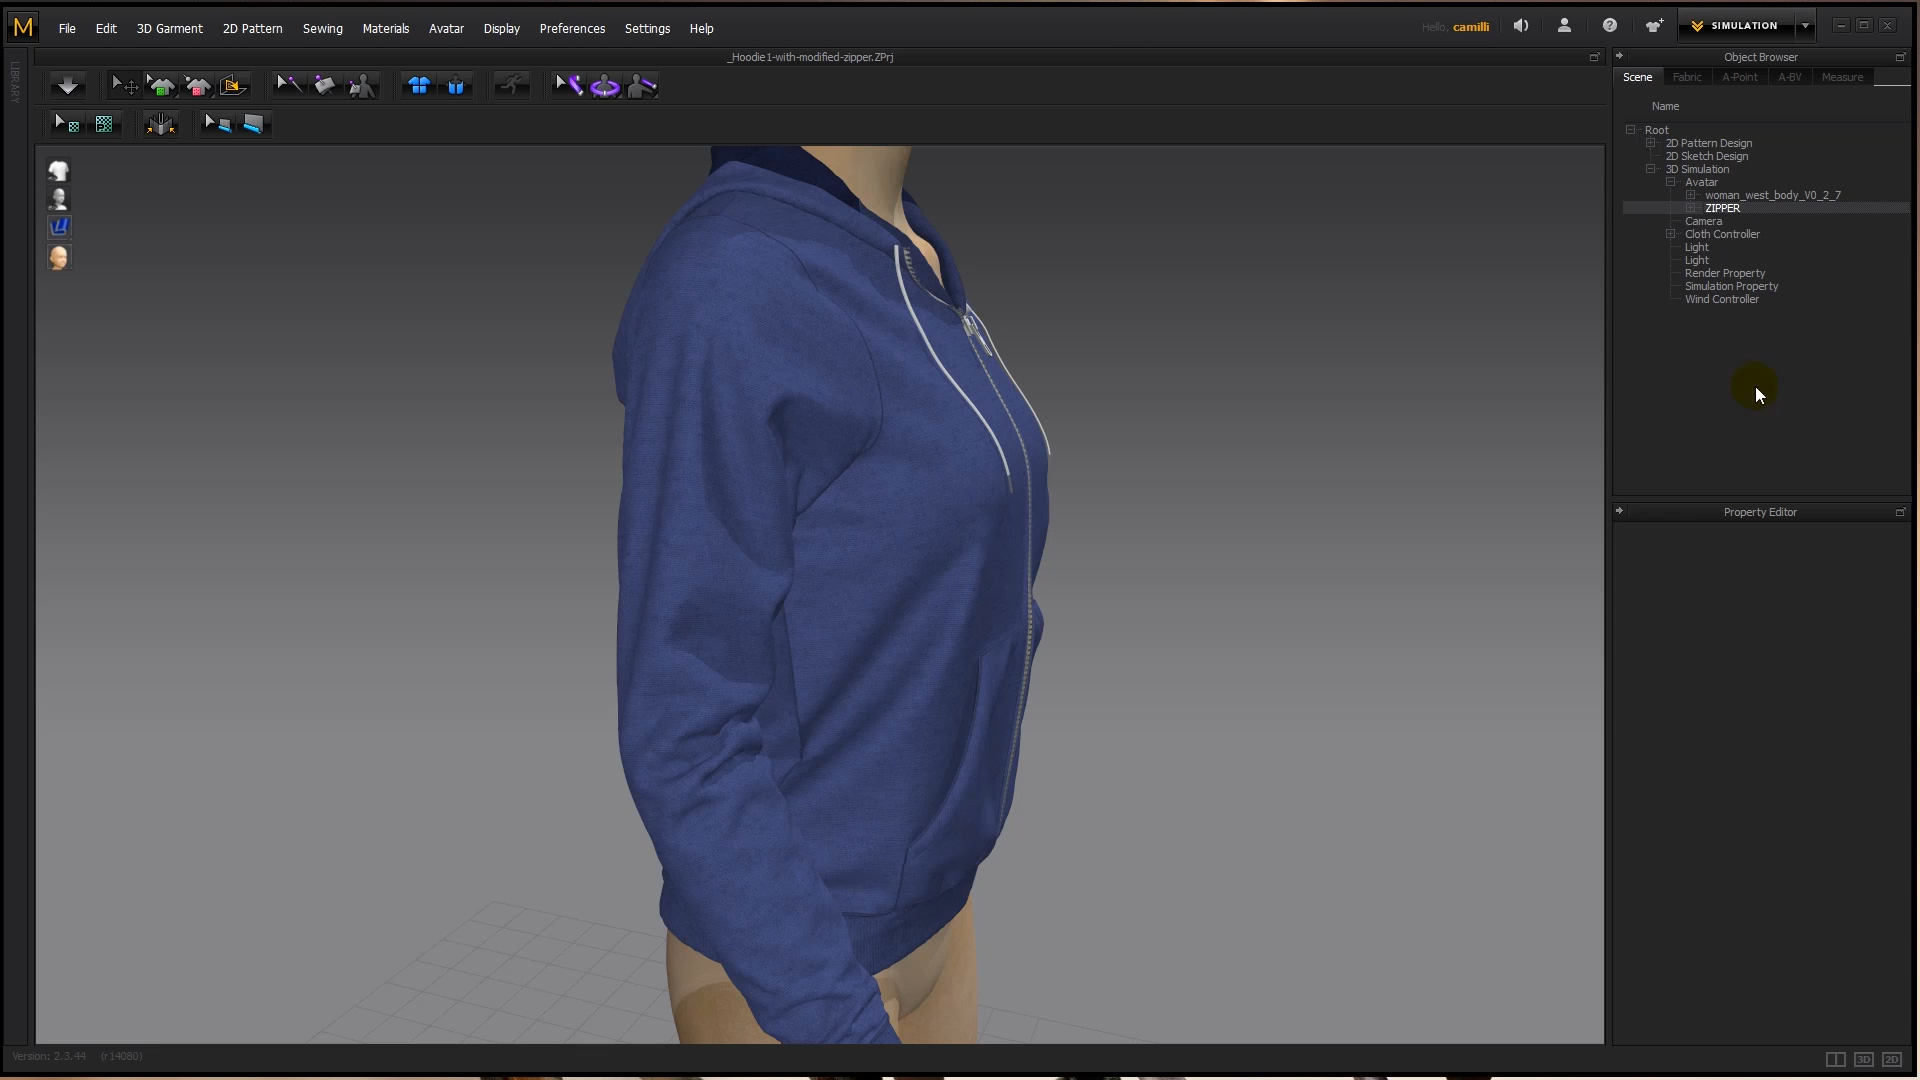 M File Edit 3D Garment 2D Pattern Sewing Materials Avatar Display Preferences Settings Help Hello, camilli SIMULATION
_Hoodie1-with-modified-zipper.ZPrj
Object Browser
LIBRARY
Scene Fabric A-Point A-BV Measure
Name
Root
2D Pattern Design
2D Sketch Design
3D Simulation
Avatar
woman_west_body_V0_2_7
ZIPPER
Camera
Cloth Controller
Light
Light
Render Property
Simulation Property
Wind Controller
Property Editor
Version: 2.3.44 (r14080)
3D 2D